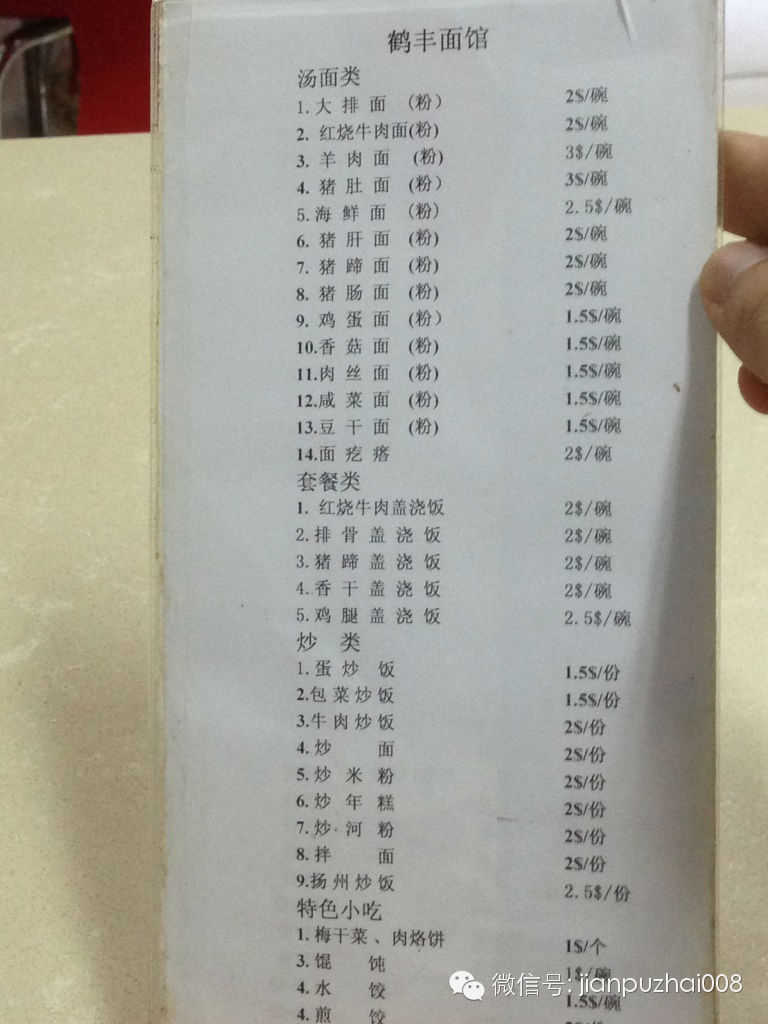 鹤丰面馆
汤面类
1.大排面 （粉） 2$/碗
2. 红烧牛肉面(粉) 2$/碗
3. 羊肉面 (粉) 3$/碗
4. 猪肚面 (粉） 3$/碗
5.海鲜面 （粉） 2.5$/碗
6. 猪肝面 (粉) 2$/碗
7. 猪蹄面 (粉) 2$/碗
8. 猪肠面 (粉) 2$/碗
9. 鸡蛋面 (粉） 1.5$/碗
10.香菇面 (粉) 1.5$/碗
11.肉丝面 (粉) 1.5$/碗
12.咸菜面 (粉) 1.5$/碗
13.豆干面 (粉) 1.5$/碗
14.面疙瘩 2$/碗
套餐类
1. 红烧牛肉盖浇饭 2$/碗
2.排骨盖浇饭 2$/碗
3.猪蹄盖浇饭 2$/碗
4.香干盖浇饭 2$/碗
5.鸡腿盖浇饭 2.5$/碗
炒 类
1.蛋炒饭 1.5$/份
2.包菜炒饭 1.5$/份
3.牛肉炒饭 2$/份
4.炒 面 2$/份
5.炒米粉 2$/份
6.炒年糕 2$/份
7.炒河粉 2$/份
8.拌 面 2$/份
9.扬州炒饭 2.5$/份
特色小吃
1.梅干菜、肉烙饼 1$/个
3.馄 饨 1$/碗
4.水 饺 1.5$/碗
4.煎 饺
微信号: jianpuzhai008